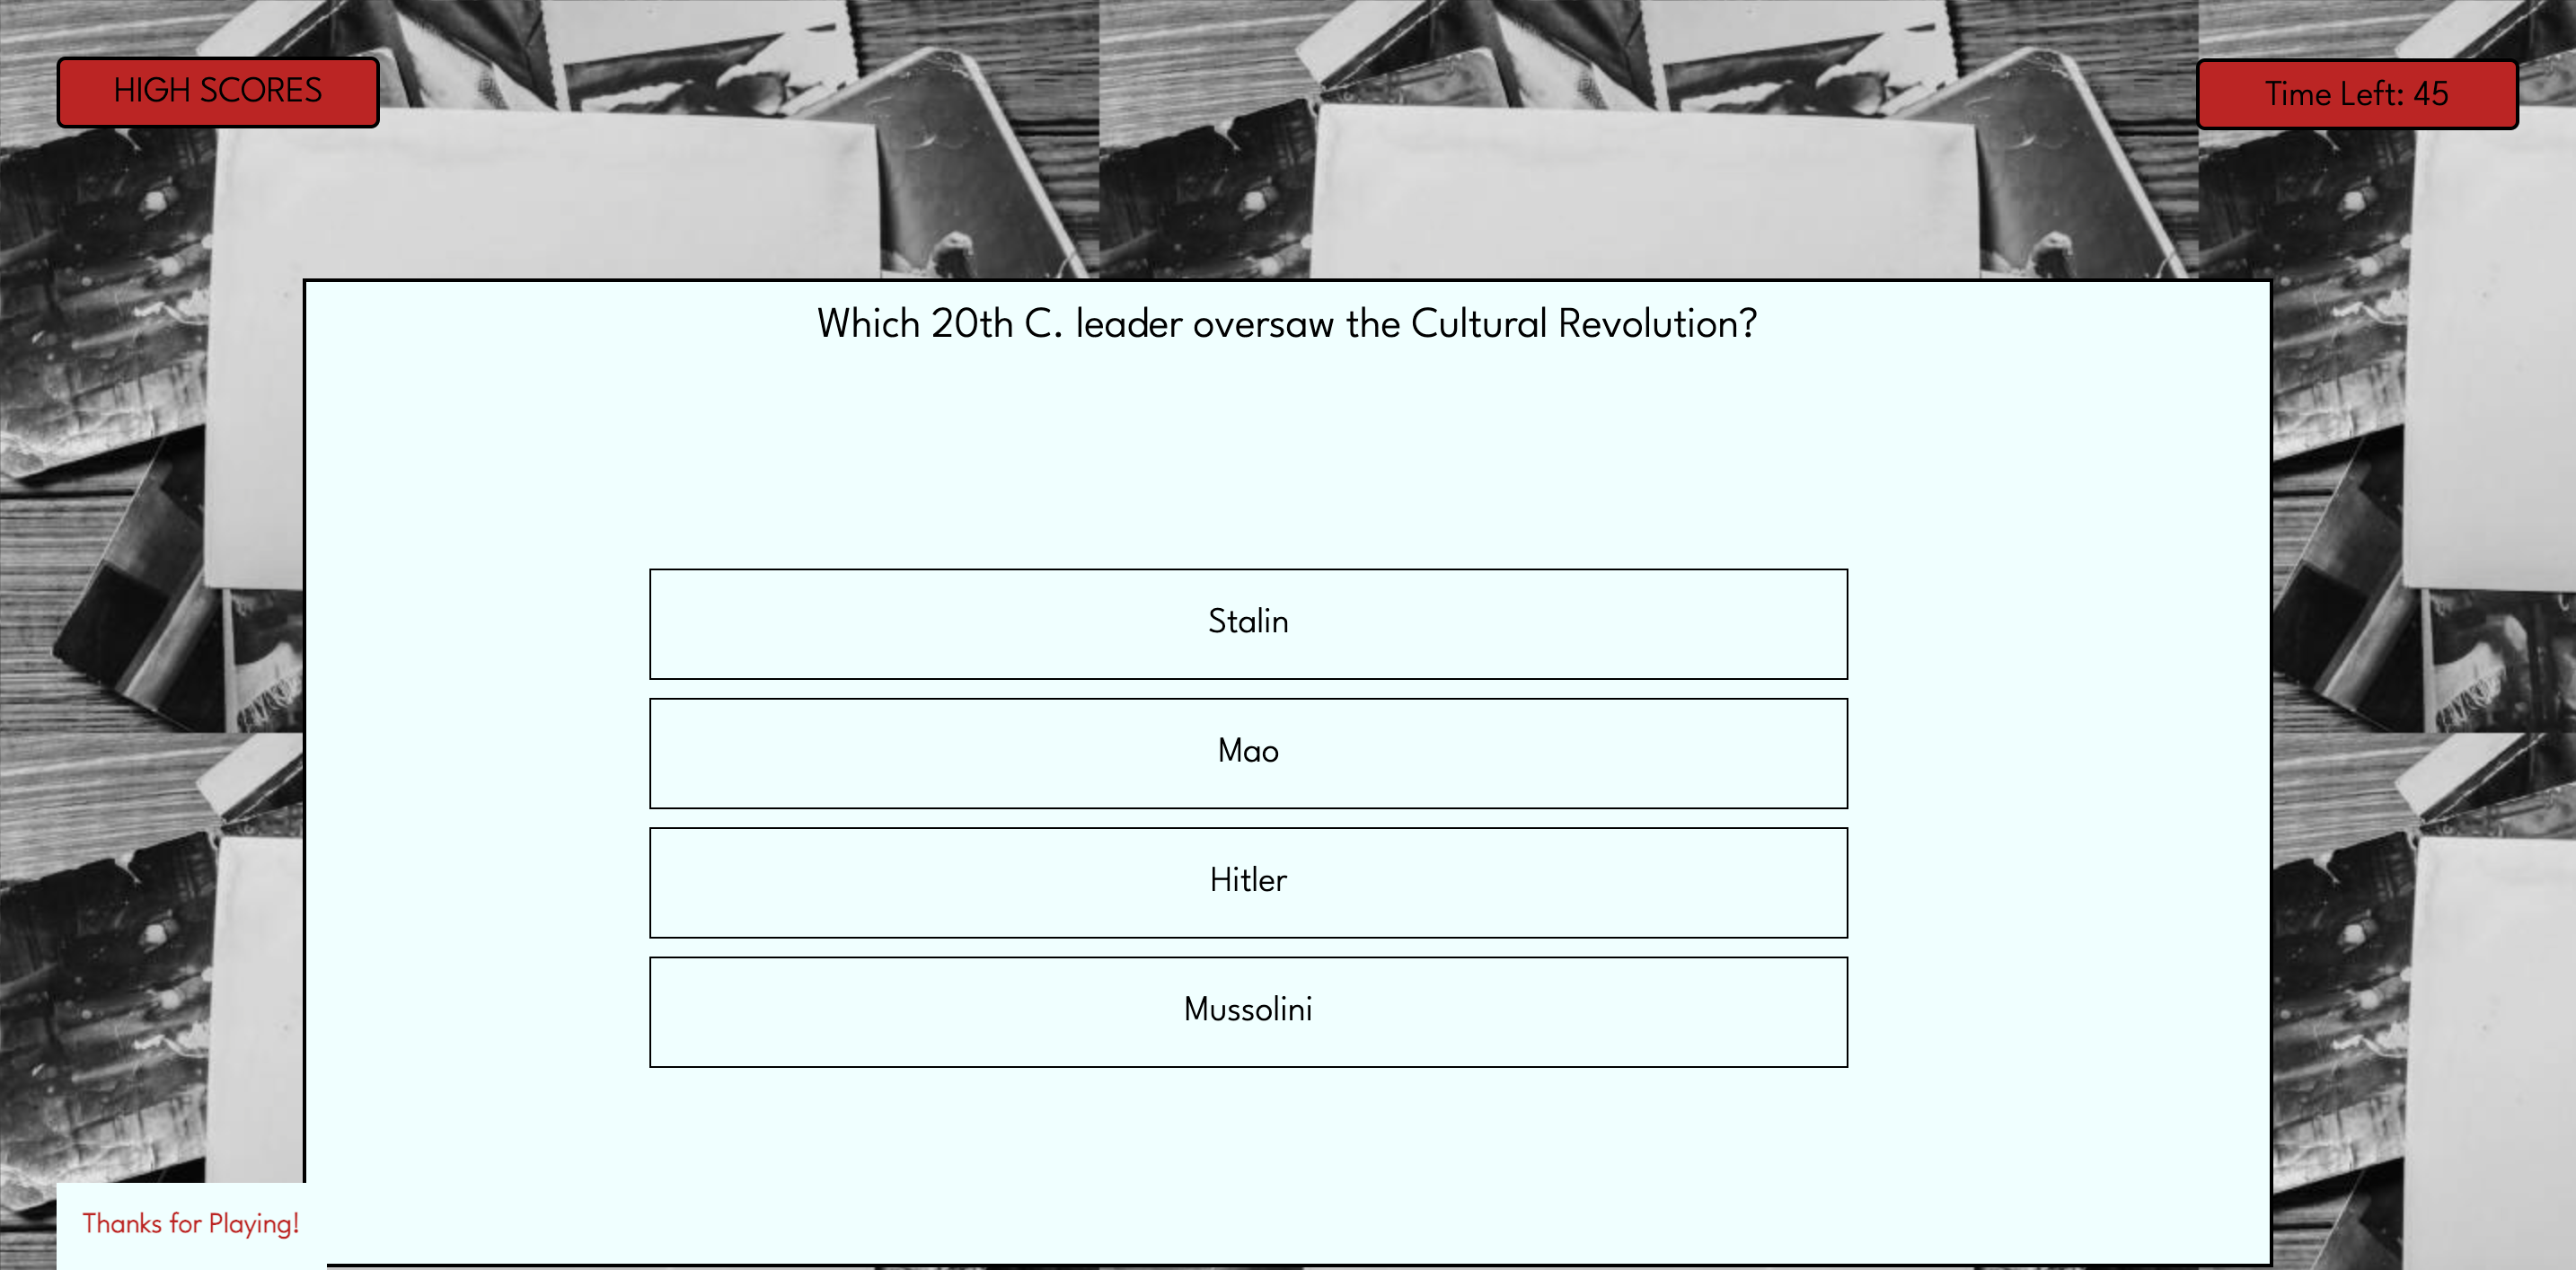 HIGH SCORES
Time Left: 45
Which 20th C. leader oversaw the Cultural Revolution?
Stalin
Mao
Hitler
Mussolini
Thanks for Playing!